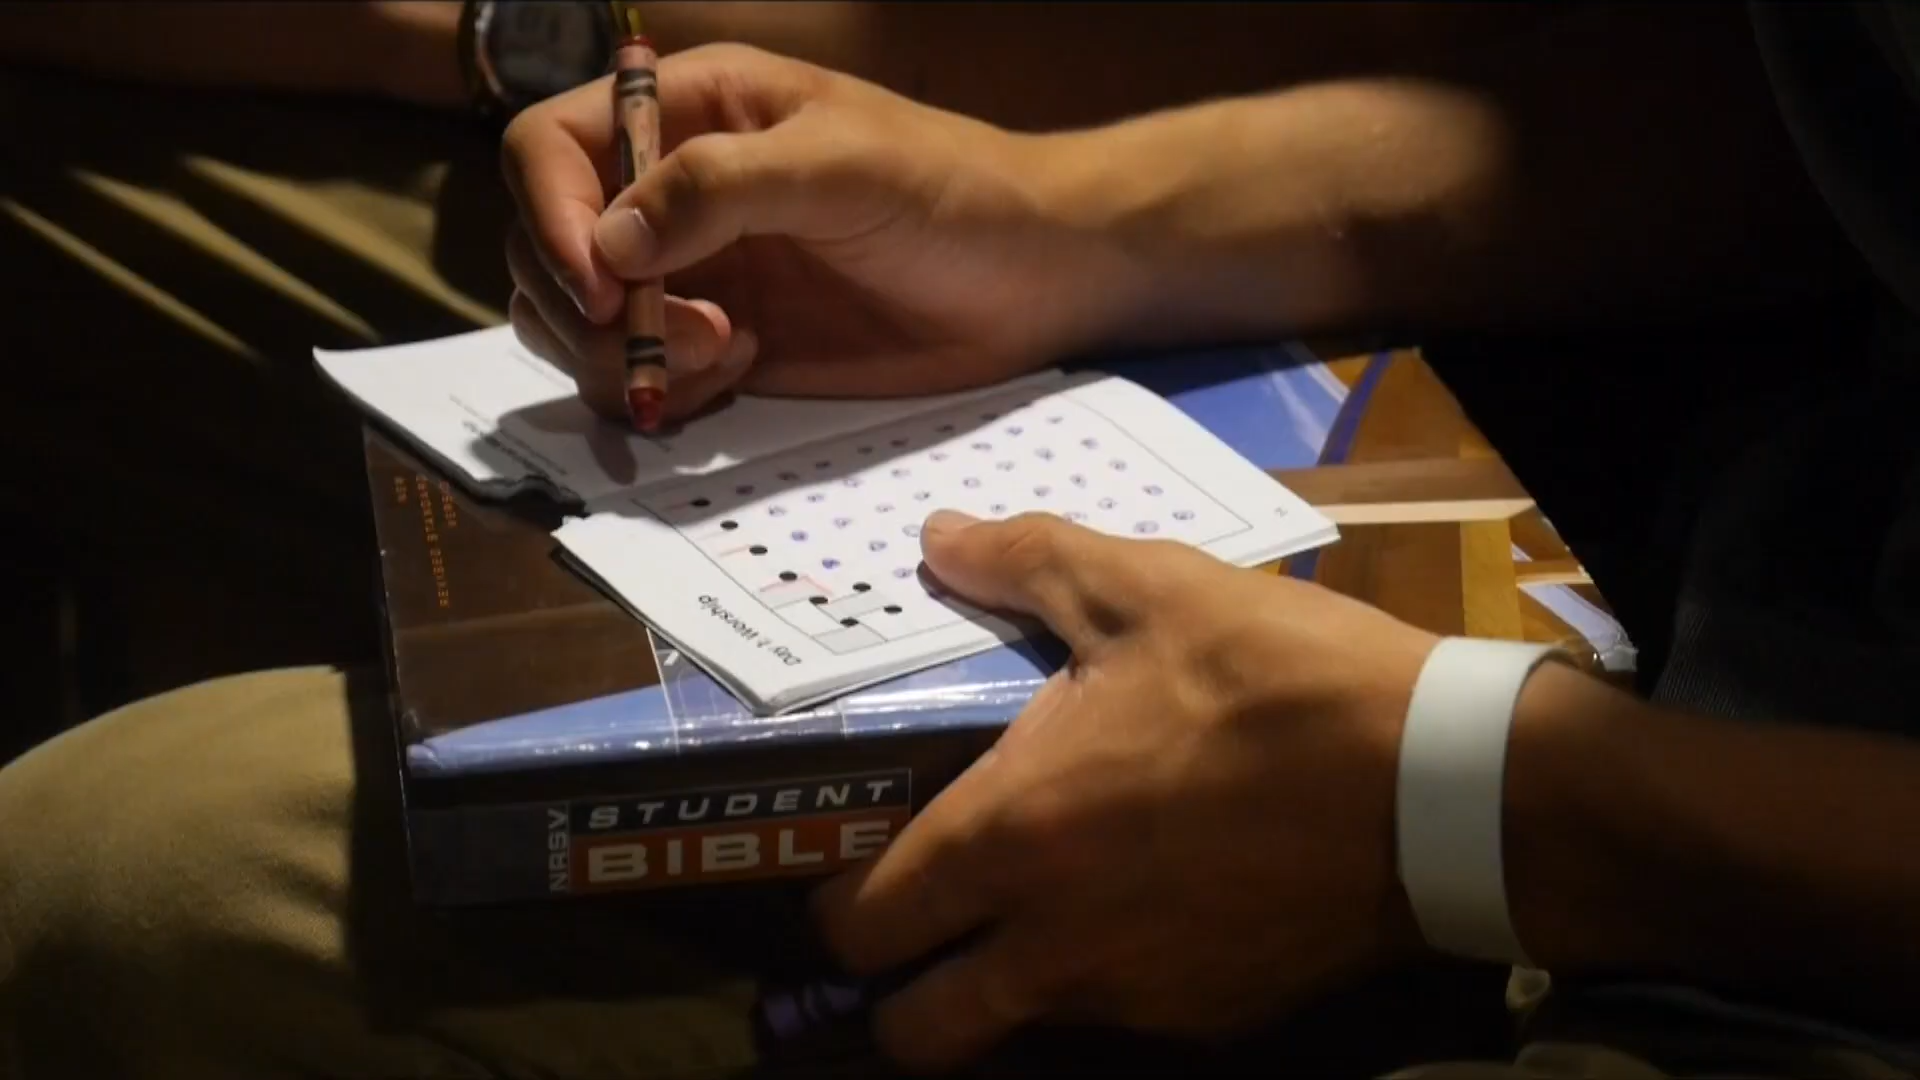 NEW
REVISED STANDARD
VERSION
Day 1: Worship
NRSV
STUDENT
BIBLE